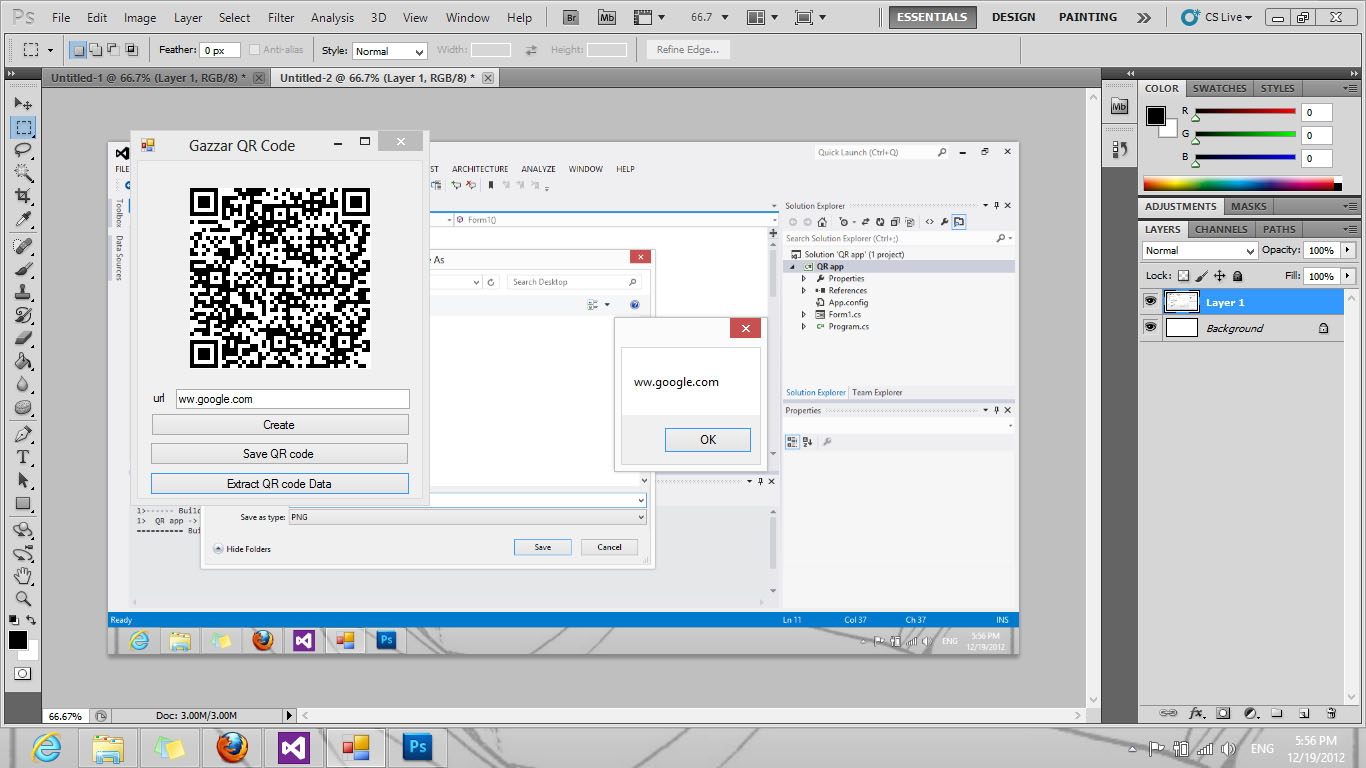 Ps File Edit Image Layer Select Filter Analysis 3D View Window Help Br Mb 66.7 ESSENTIALS DESIGN PAINTING CS Live
Feather: 0 px Anti-alias Style: Normal Width: Height: Refine Edge...
Untitled-1 @ 66.7% (Layer 1, RGB/8) * Untitled-2 @ 66.7% (Layer 1, RGB/8) *
Gazzar QR Code
url ww.google.com
Create
Save QR code
Extract QR code Data
Quick Launch (Ctrl+Q)
FILE ARCHITECTURE ANALYZE WINDOW HELP
Toolbox
Data Sources
Form1()
As
Search Desktop
ww.google.com
OK
Save as type: PNG
Hide Folders
Save Cancel
1>------ Buil
1> QR app ->
========== Bui
Solution Explorer
Search Solution Explorer (Ctrl+;)
Solution 'QR app' (1 project)
QR app
Properties
References
App.config
Form1.cs
Program.cs
Solution Explorer Team Explorer
Properties
Ready Ln 11 Col 37 Ch 37 INS
Ps ENG 5:56 PM
12/19/2012
66.67% Doc: 3.00M/3.00M
Mb
COLOR SWATCHES STYLES
R 0
G 0
B 0
ADJUSTMENTS MASKS
LAYERS CHANNELS PATHS
Normal Opacity: 100%
Lock: Fill: 100%
Layer 1
Background
fx
Ps ENG 5:56 PM
12/19/2012